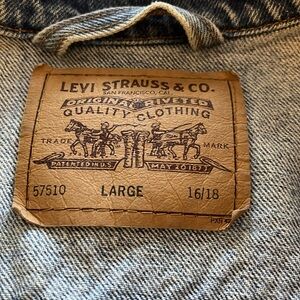 LEVI STRAUSS & CO.
SAN FRANCISCO, CAL.
ORIGINAL RIVETED
QUALITY CLOTHING
TRADE MARK
PATENTED IN U.S. MAY 20 1873
57510 LARGE 16/18